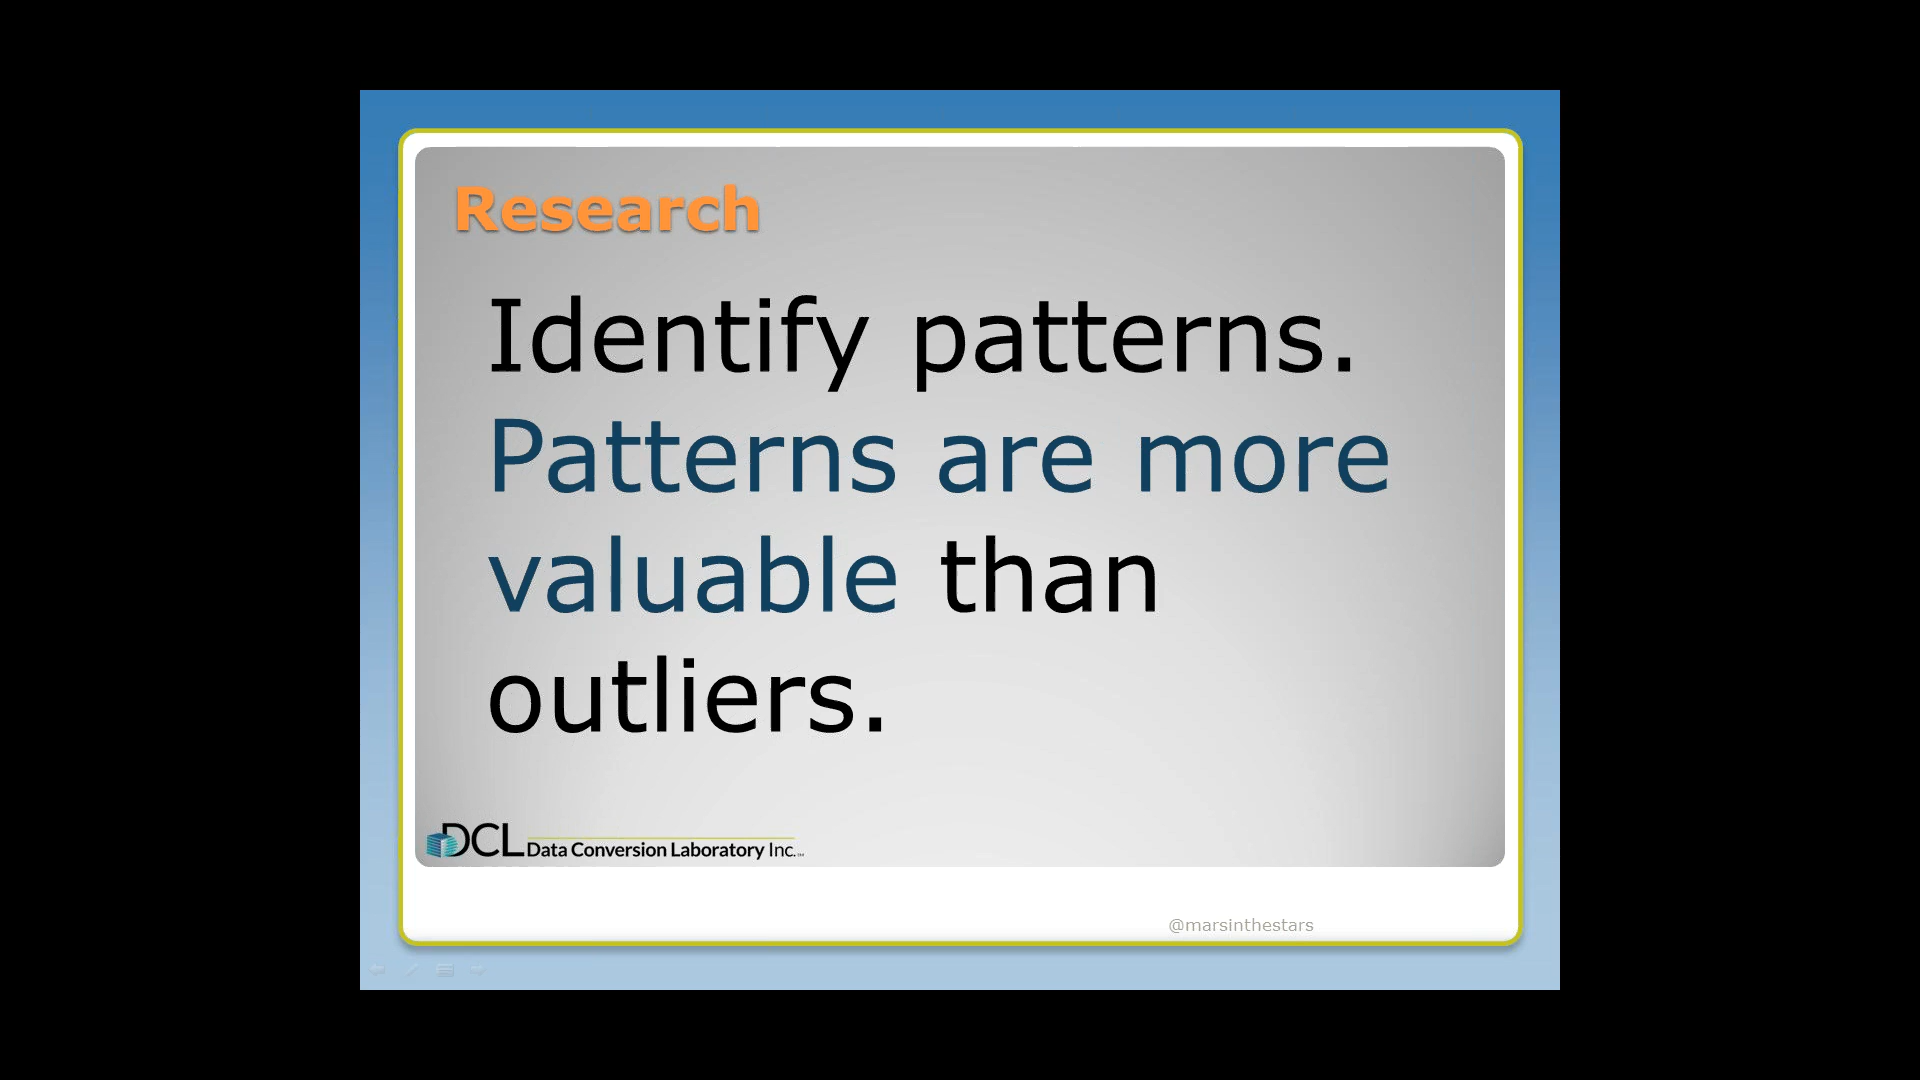 Research
Identify patterns.
Patterns are more
valuable than
outliers.
DCL Data Conversion Laboratory Inc.
@marsinthestars